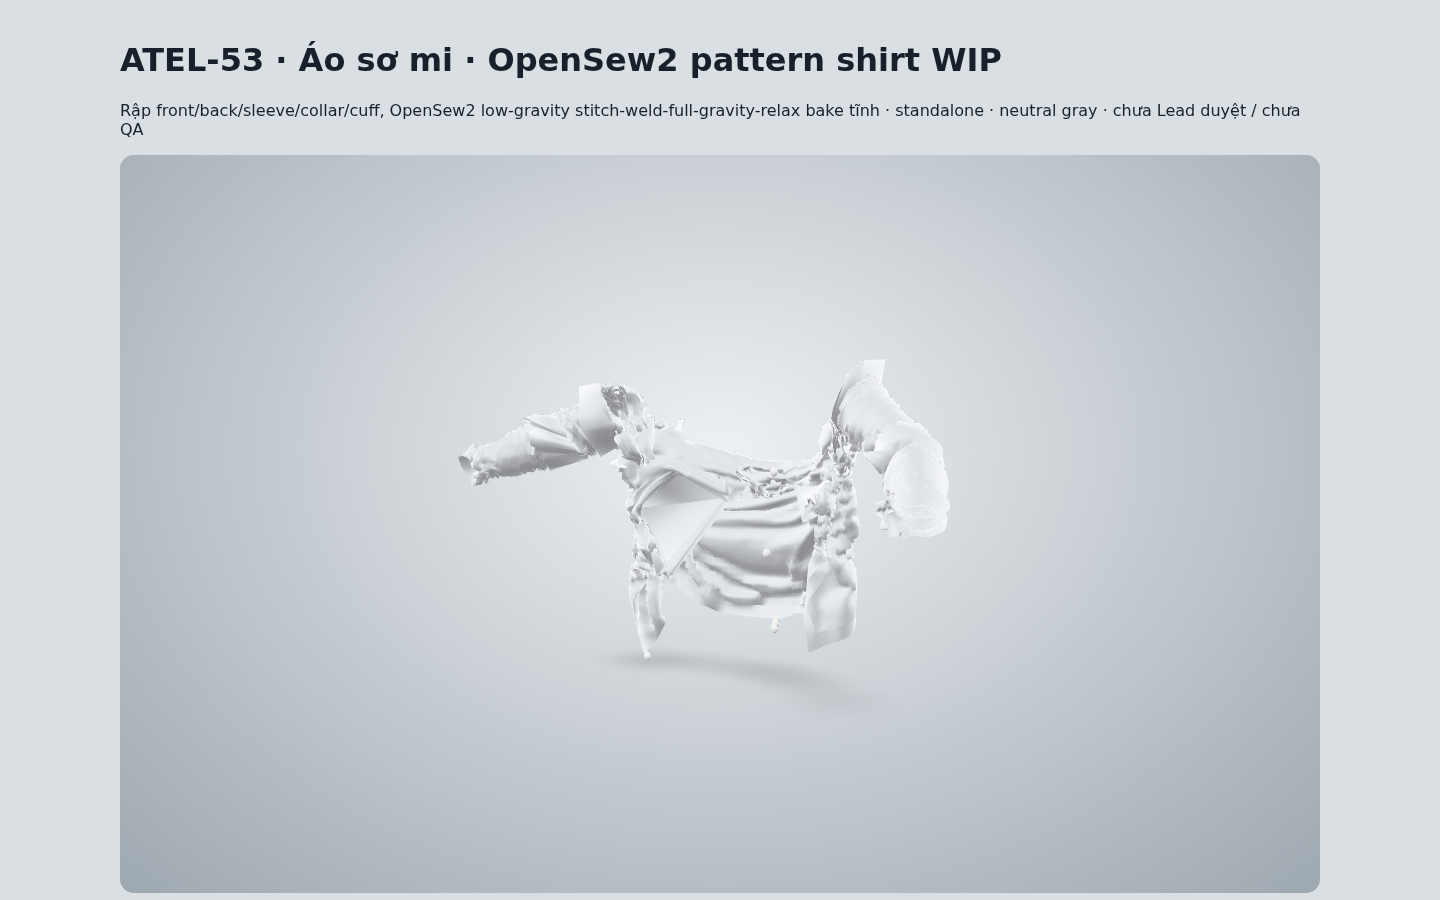 ATEL-53 · Áo sơ mi · OpenSew2 pattern shirt WIP
Rập front/back/sleeve/collar/cuff, OpenSew2 low-gravity stitch-weld-full-gravity-relax bake tĩnh · standalone · neutral gray · chưa Lead duyệt / chưa
QA